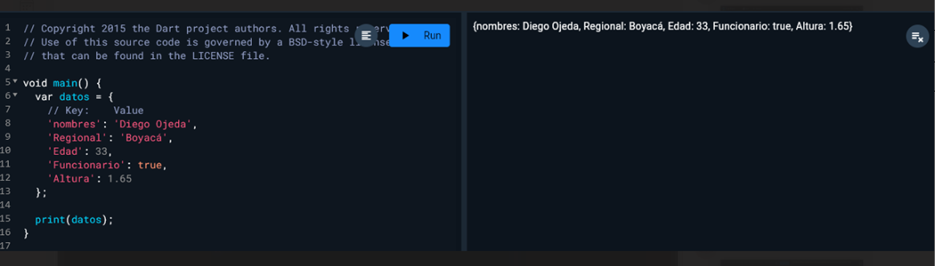 1 // Copyright 2015 the Dart project authors. All rights
2 // Use of this source code is governed by a BSD-style
3 // that can be found in the LICENSE file.
4
5 void main() {
6 var datos = {
7 // Key: Value
8 'nombres': 'Diego Ojeda',
9 'Regional': 'Boyacá',
10 'Edad': 33,
11 'Funcionario': true,
12 'Altura': 1.65
13 };
14
15 print(datos);
16 }
17
Run
{nombres: Diego Ojeda, Regional: Boyacá, Edad: 33, Funcionario: true, Altura: 1.65}